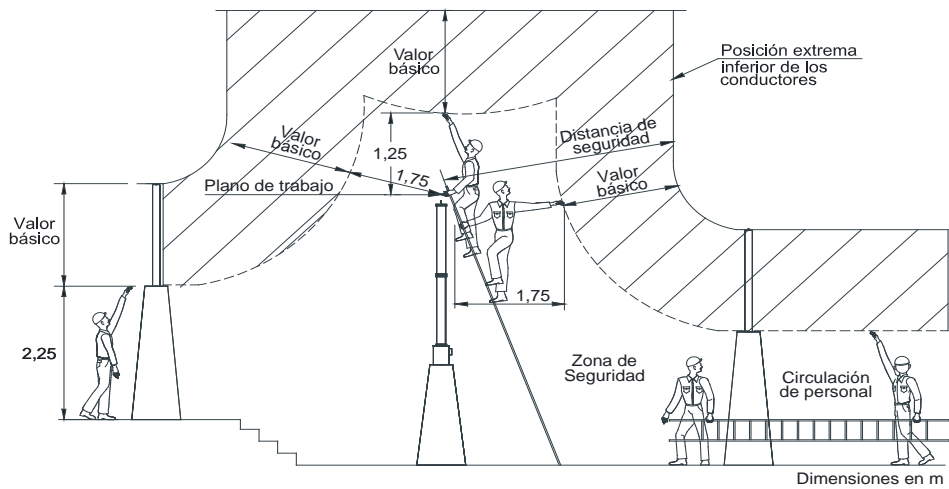 Valor
básico
Posición extrema
inferior de los
conductores
Valor
básico
1,25
Distancia de
seguridad
Plano de trabajo
1,75
Valor
básico
Valor
básico
1,75
2,25
Zona de
Seguridad
Circulación
de personal
Dimensiones en m